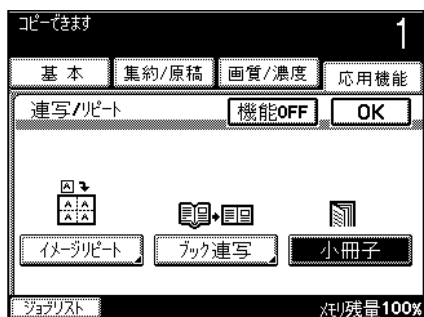 コピーできます 1
基本 集約/原稿 画質/濃度 応用機能
連写/リピート 機能OFF OK
A
A A
A A
イメージリピート ブック連写 小冊子
ジョブリスト メモリ残量100%